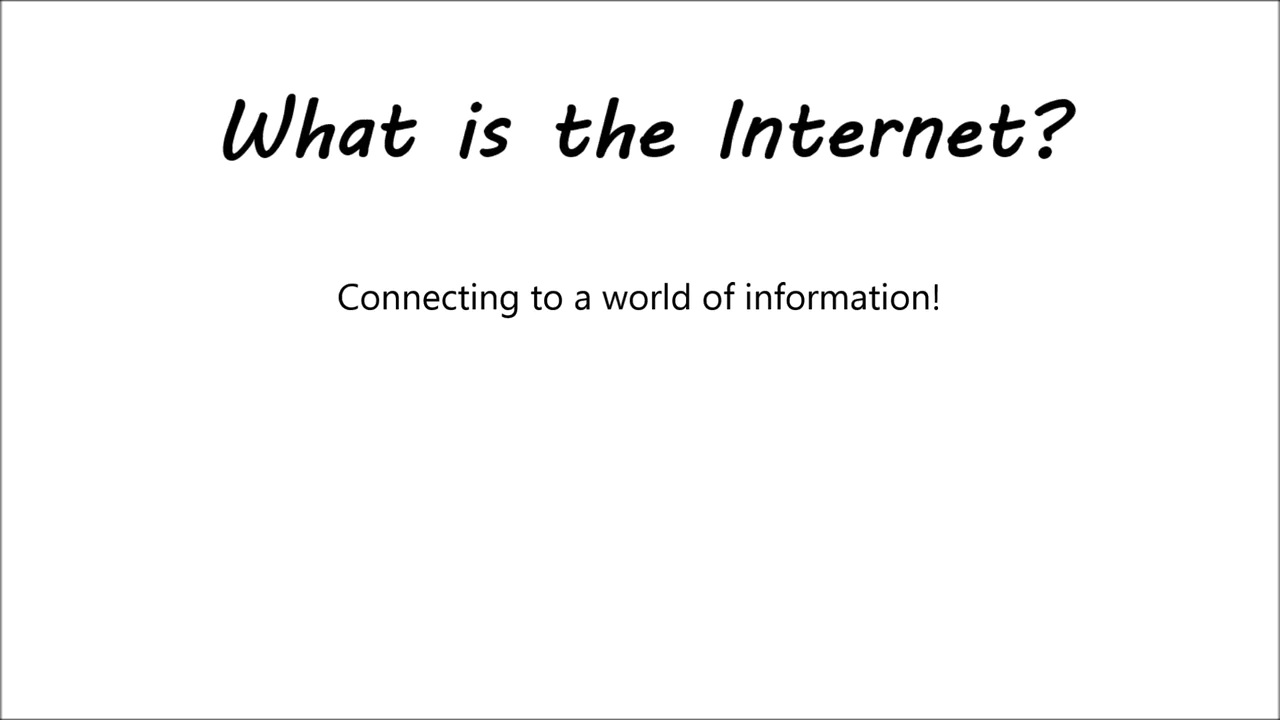 What is the Internet?
Connecting to a world of information!